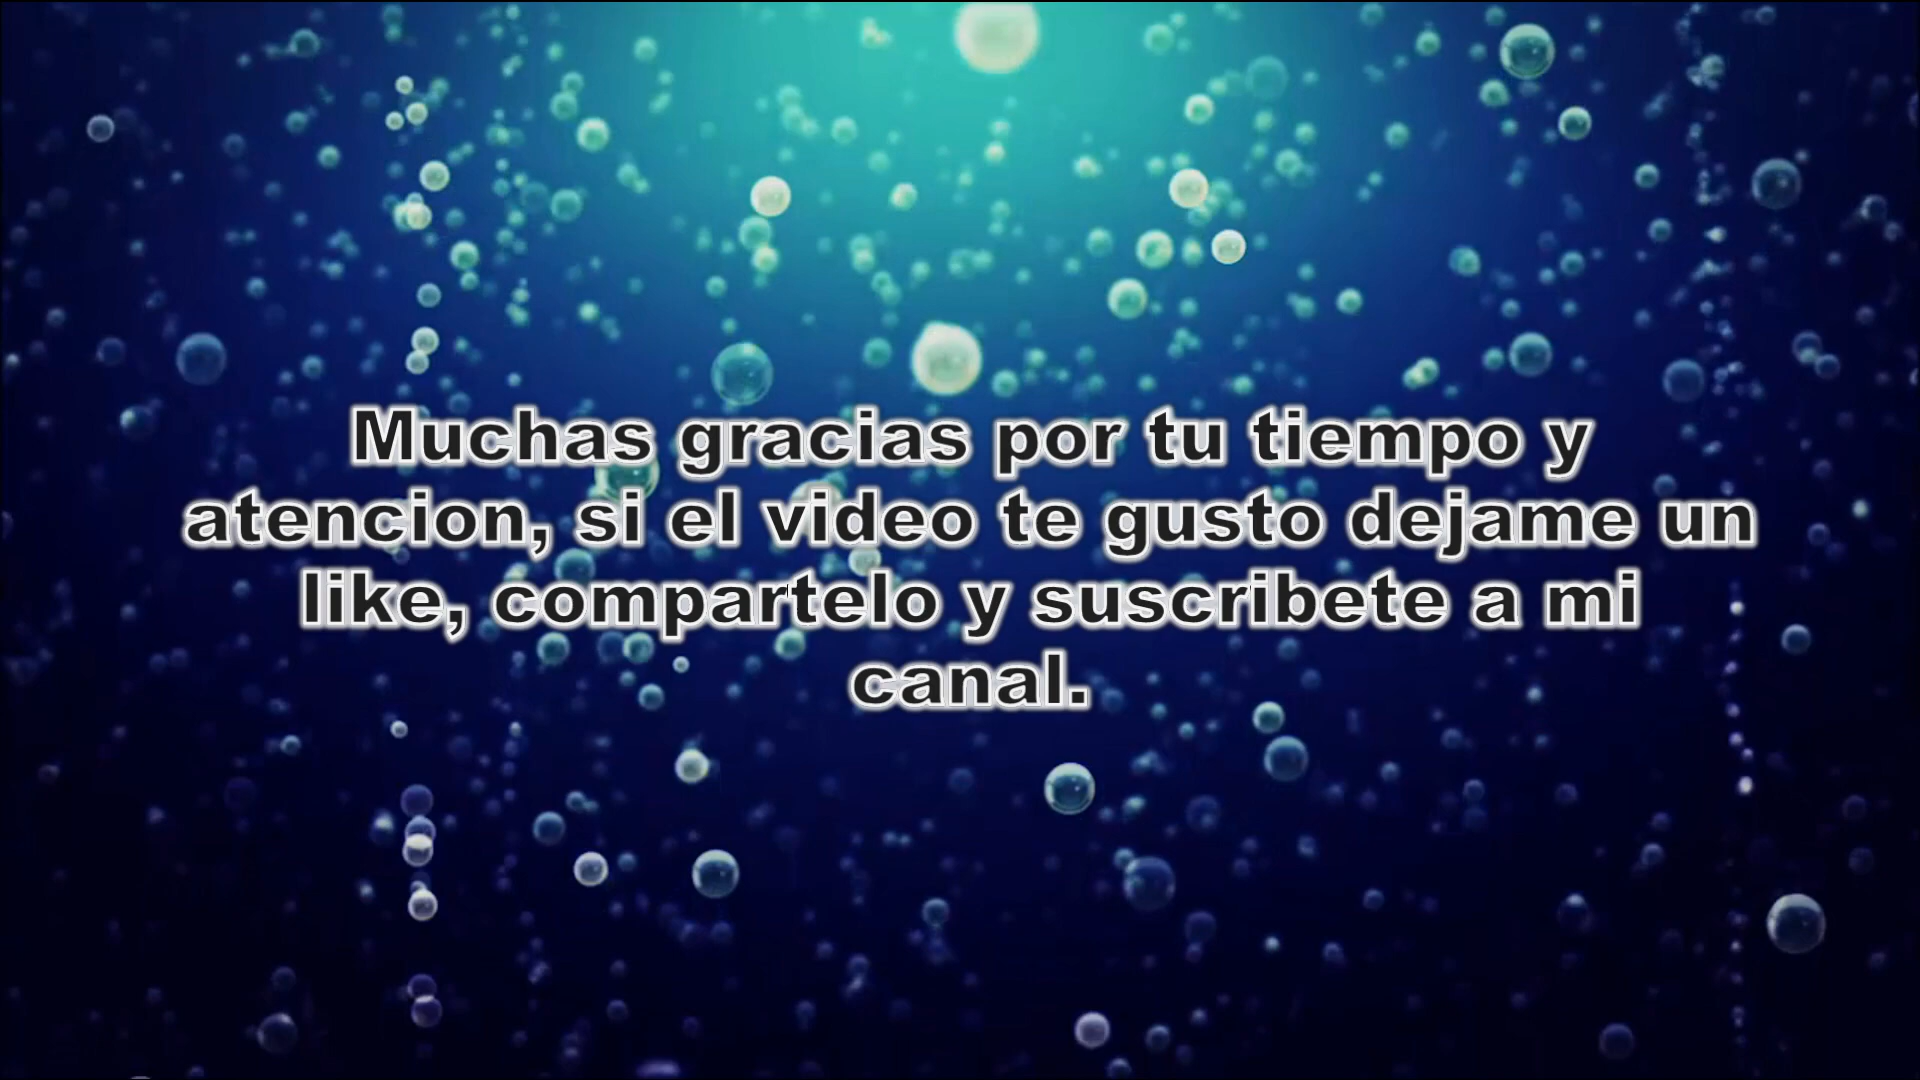 Muchas gracias por tu tiempo y
atencion, si el video te gusto dejame un
like, compartelo y suscribete a mi
canal.